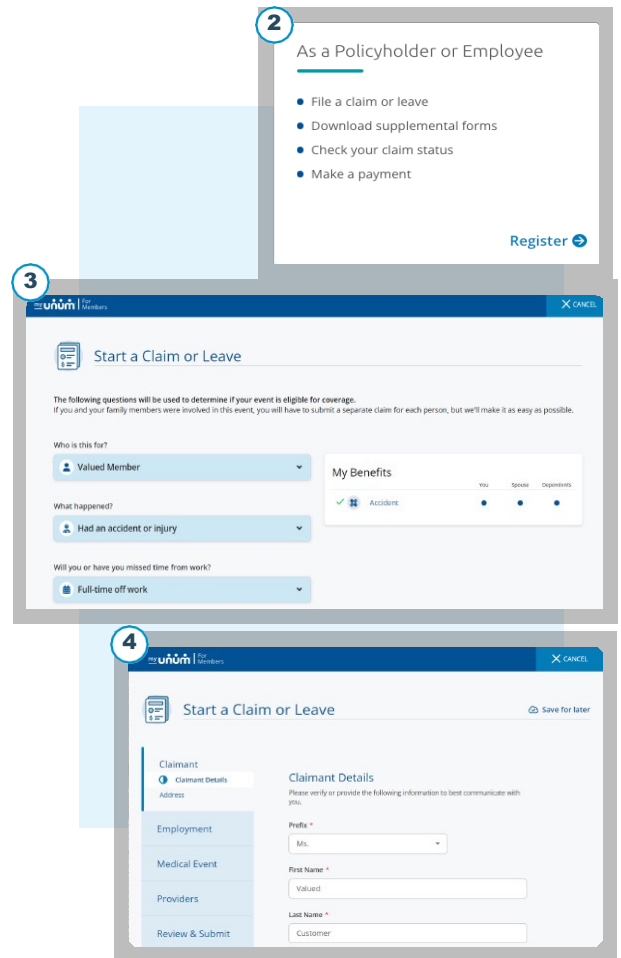 2
As a Policyholder or Employee
File a claim or leave
Download supplemental forms
Check your claim status
Make a payment
Register
3
my unum | For Members
CANCEL
Start a Claim or Leave
The following questions will be used to determine if your event is eligible for coverage.
If you and your family members were involved in this event, you will have to submit a separate claim for each person, but we'll make it as easy as possible.
Who is this for?
Valued Member
What happened?
Had an accident or injury
Will you or have you missed time from work?
Full-time off work
My Benefits
You Spouse Dependents
Accident
4
my unum | For Members
CANCEL
Start a Claim or Leave
Save for later
Claimant
Claimant Details
Address
Employment
Medical Event
Providers
Review & Submit
Claimant Details
Please verify or provide the following information to best communicate with
you.
Prefix *
Ms.
First Name *
Valued
Last Name *
Customer